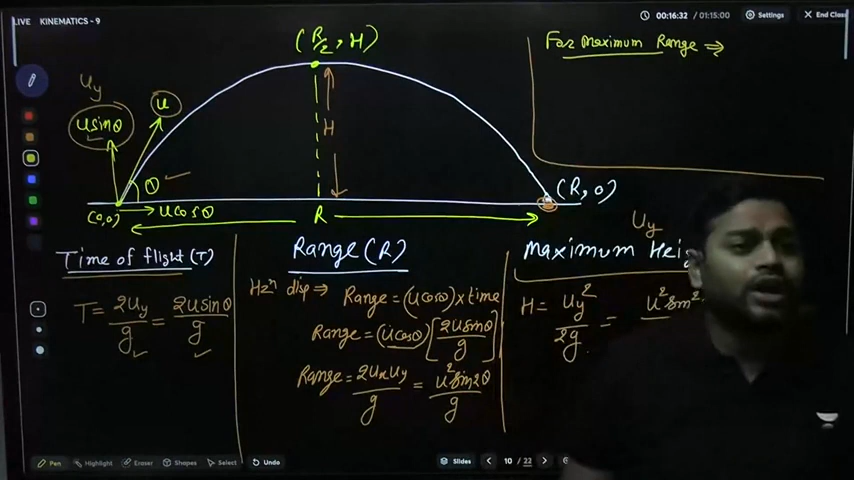 LIVE KINEMATICS - 9
00:16:32 / 01:15:00 Settings × End Class
(R/2, H)
For Maximum Range ⇒
Uy
u
usinθ
H
θ
(R, 0)
(0,0)
ucosθ
R
Uy
Time of flight (T)
Range (R)
Maximum Hei
T = 2Uy/g = 2usinθ/g
Hzⁿ disp ⇒ Range = (ucosθ) × time
Range = (ucosθ) [2usinθ/g]
Range = 2UxUy/g = u²sin2θ/g
H = Uy²/2g = u²sin²
Pen Highlight Eraser Shapes Select Undo
Slides < 10 / 22 >